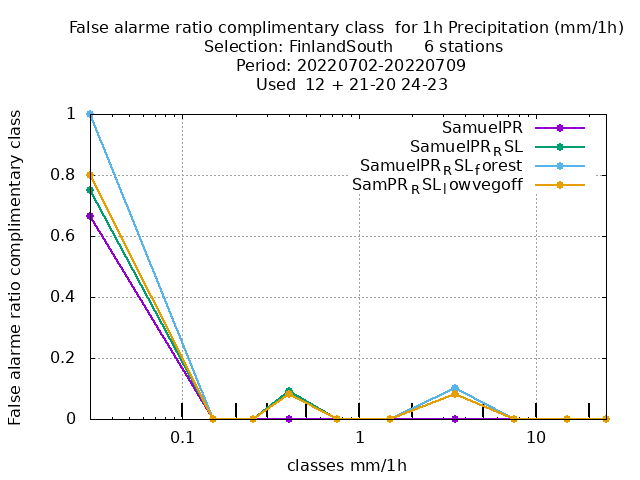 False alarme ratio complimentary class  for 1h Precipitation (mm/1h)
Selection: FinlandSouth      6 stations
Period: 20220702-20220709
Used  12 + 21-20 24-23
False alarme ratio complimentary class
1
0.8
0.6
0.4
0.2
0
SamuelPR
SamuelPR_RSL
SamuelPR_RSL_forest
SamPR_RSL_lowvegoff
0.1
1
10
classes mm/1h